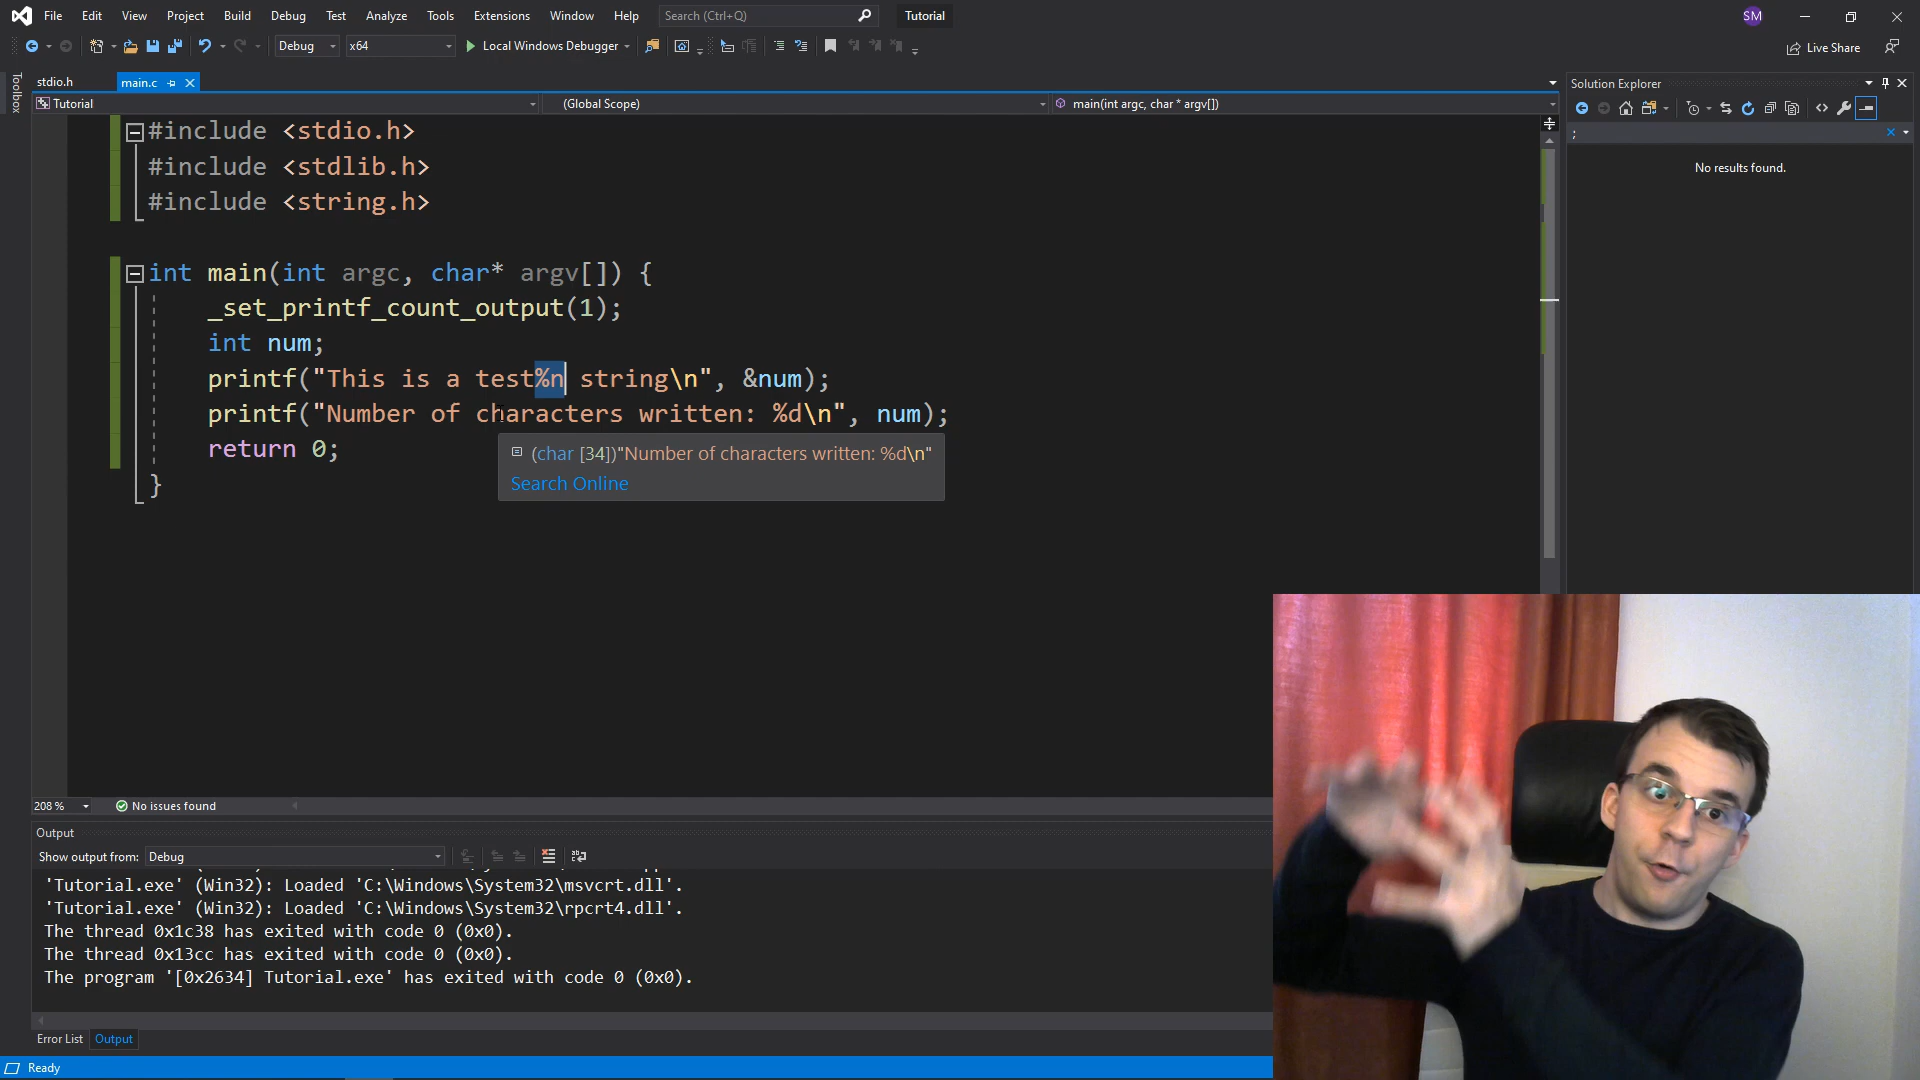 File Edit View Project Build Debug Test Analyze Tools Extensions Window Help Search (Ctrl+Q) Tutorial SM
Debug x64 Local Windows Debugger Live Share
Toolbox
stdio.h main.c
Tutorial (Global Scope) main(int argc, char * argv[])
#include <stdio.h>
#include <stdlib.h>
#include <string.h>
int main(int argc, char* argv[]) {
_set_printf_count_output(1);
int num;
printf("This is a test%n string\n", &num);
printf("Number of characters written: %d\n", num);
return 0;
}
(char [34])"Number of characters written: %d\n"
Search Online
Solution Explorer
;
No results found.
208 % No issues found
Output
Show output from: Debug
'Tutorial.exe' (Win32): Loaded 'C:\Windows\System32\msvcrt.dll'.
'Tutorial.exe' (Win32): Loaded 'C:\Windows\System32\rpcrt4.dll'.
The thread 0x1c38 has exited with code 0 (0x0).
The thread 0x13cc has exited with code 0 (0x0).
The program '[0x2634] Tutorial.exe' has exited with code 0 (0x0).
Error List Output
Ready